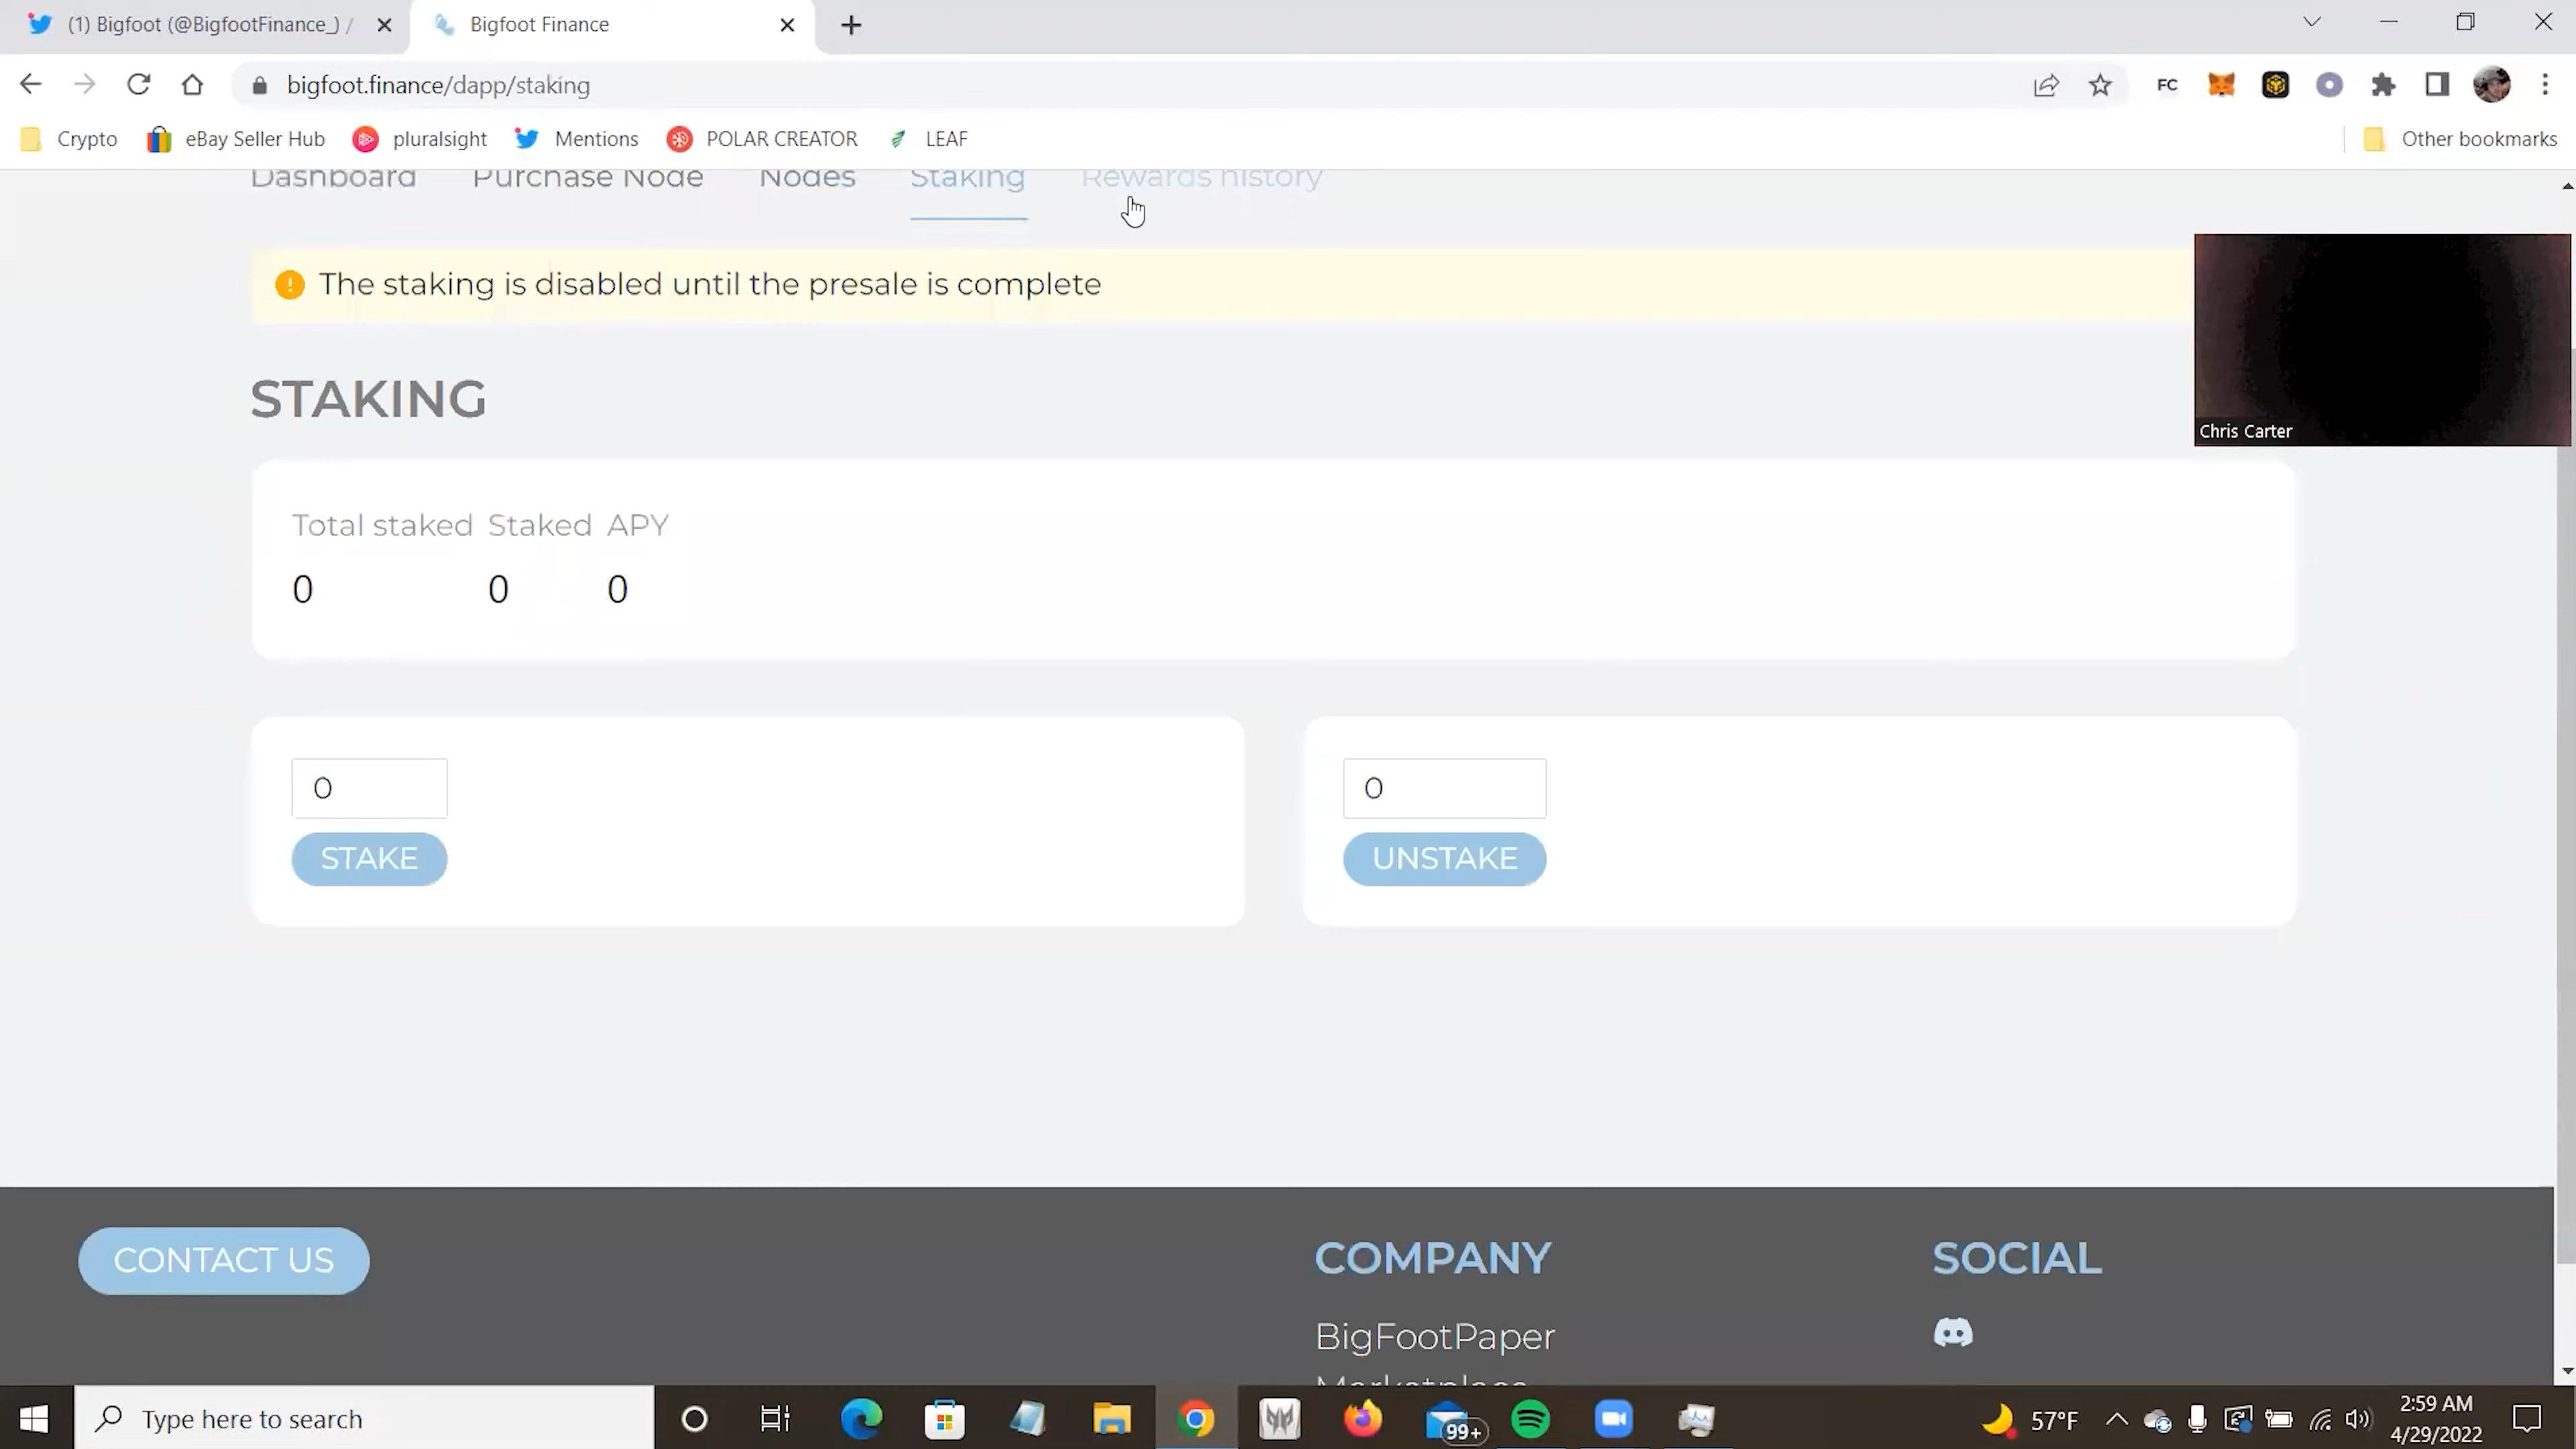 (1) Bigfoot (@BigfootFinance_) /
Bigfoot Finance
bigfoot.finance/dapp/staking
FC
Crypto
eBay Seller Hub
pluralsight
Mentions
POLAR CREATOR
LEAF
Other bookmarks
Dashboard
Purchase Node
Nodes
Staking
Rewards history
The staking is disabled until the presale is complete
Chris Carter
STAKING
Total staked Staked APY
0 0 0
0
STAKE
0
UNSTAKE
CONTACT US
COMPANY
BigFootPaper
Marketplace
SOCIAL
Type here to search
99+
57°F
2:59 AM
4/29/2022